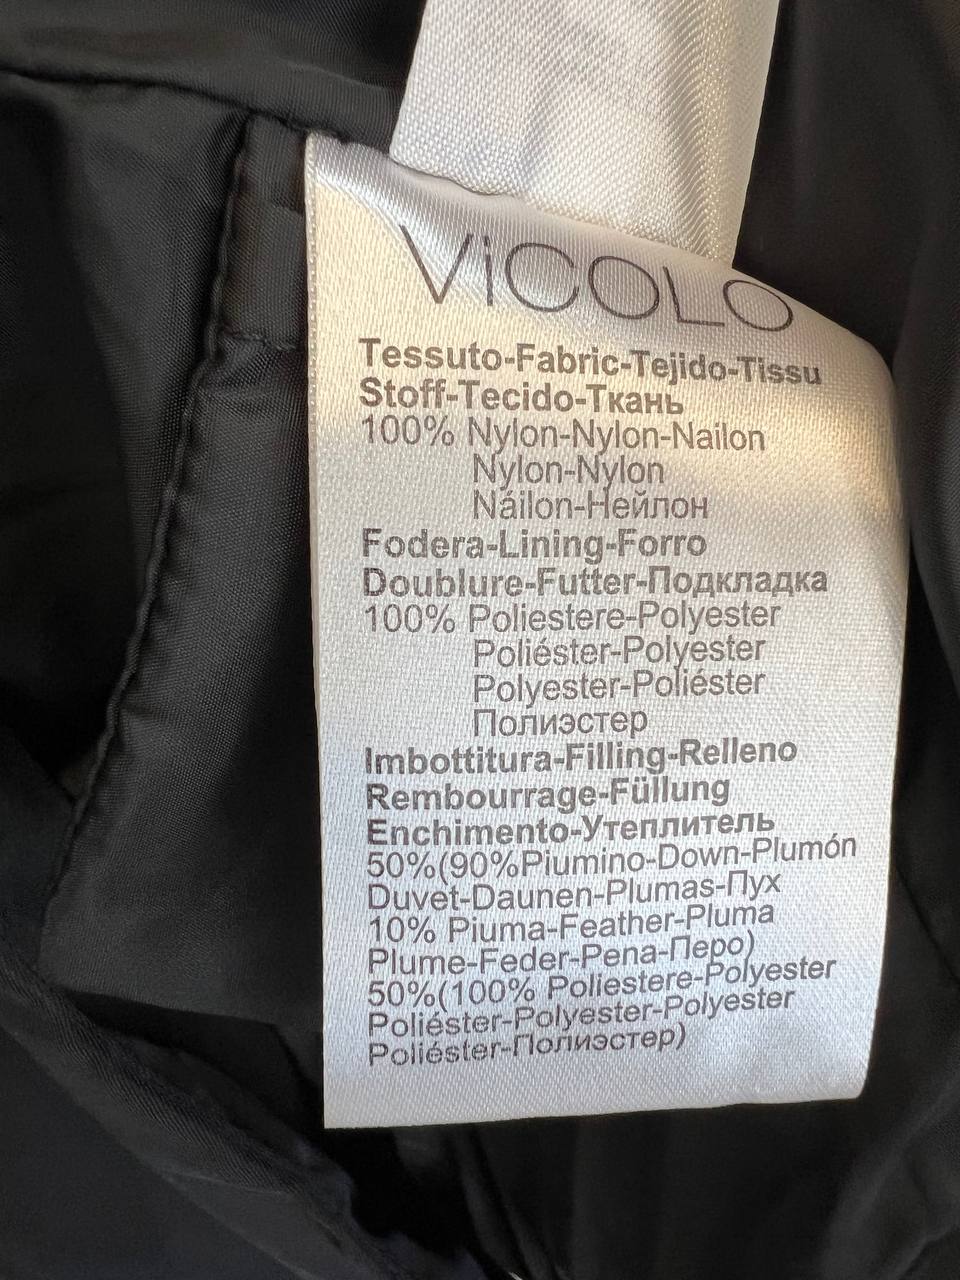 ViCOLO
Tessuto-Fabric-Tejido-Tissu
Stoff-Tecido-Ткань
100% Nylon-Nylon-Nailon
Nylon-Nylon
Náilon-Нейлон
Fodera-Lining-Forro
Doublure-Futter-Подкладка
100% Poliestere-Polyester
Poliéster-Polyester
Polyester-Poliéster
Полиэстер
Imbottitura-Filling-Relleno
Rembourrage-Füllung
Enchimento-Утеплитель
50%(90%Piumino-Down-Plumón
Duvet-Daunen-Plumas-Пух
10% Piuma-Feather-Pluma
Plume-Feder-Pena-Перо)
50%(100% Poliestere-Polyester
Poliéster-Polyester-Polyester
Poliéster-Полиэстер)